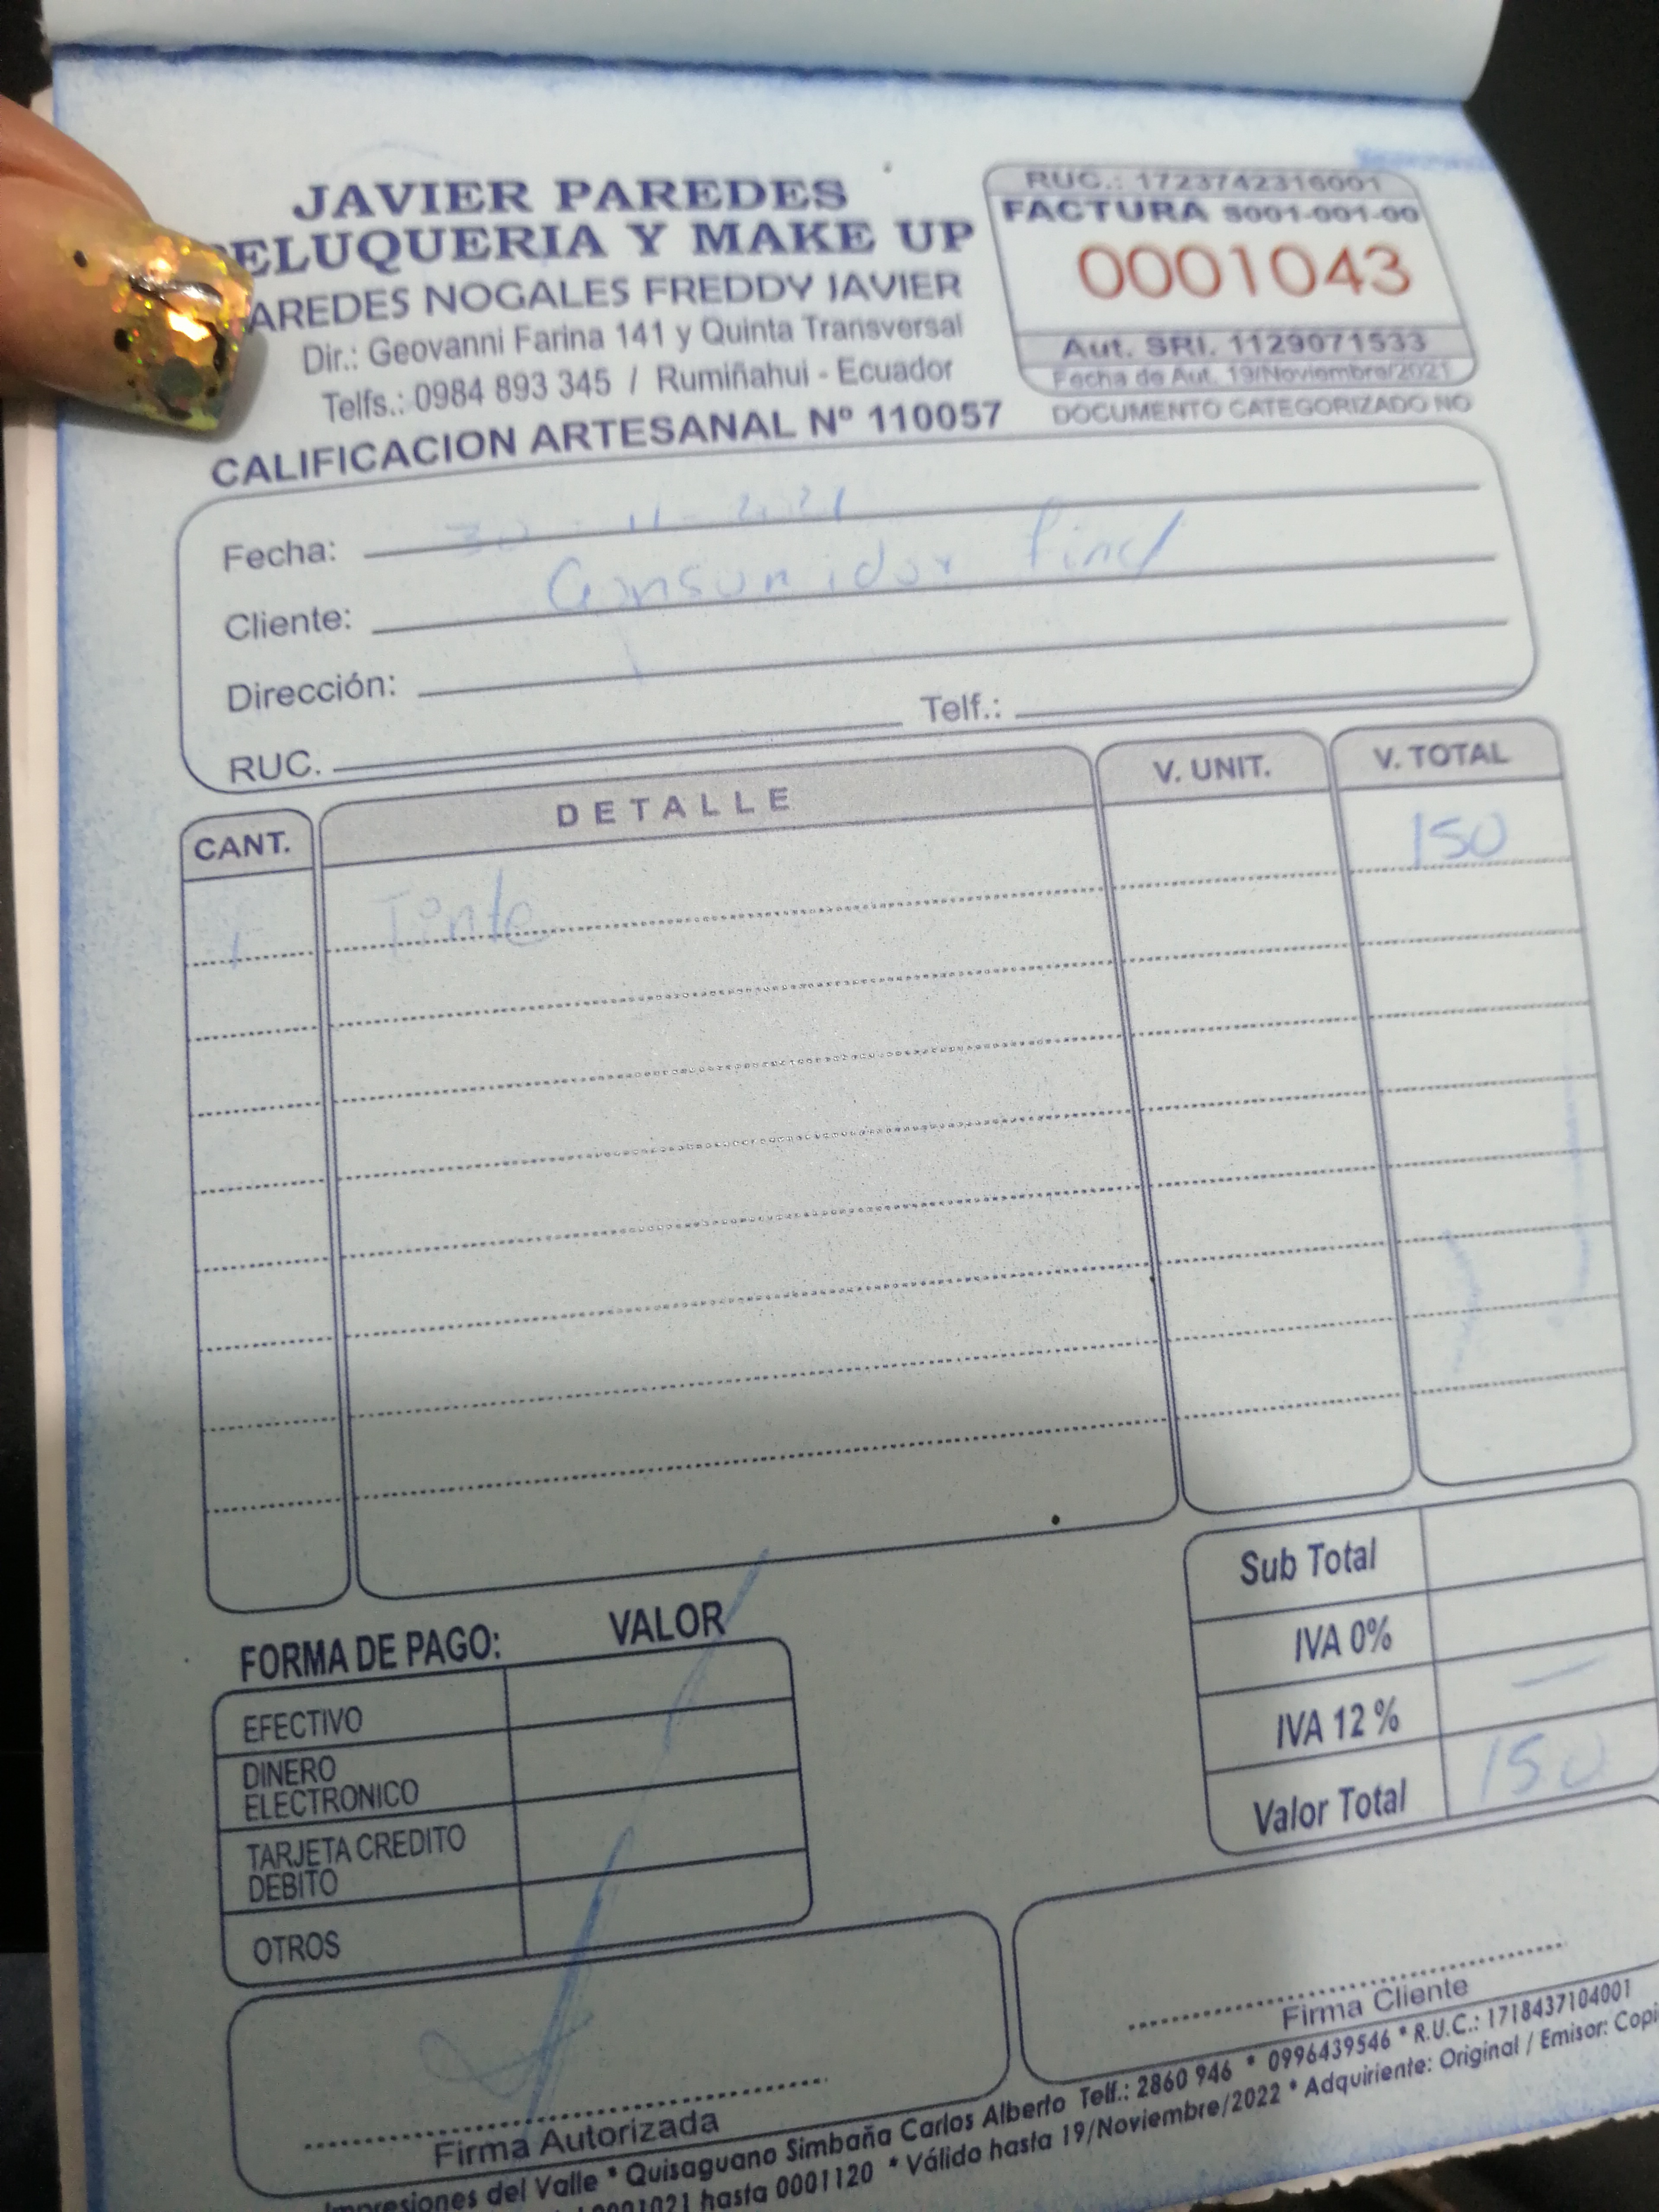 JAVIER PAREDES
ELUQUERIA Y MAKE UP
AREDES NOGALES FREDDY JAVIER
Dir.: Geovanni Farina 141 y Quinta Transversal
Telfs.: 0984 893 345 / Rumiñahui - Ecuador
CALIFICACION ARTESANAL Nº 110057
RUC.: 1723742316001
FACTURA S001-001-00
0001043
Aut. SRI. 1129071533
Fecha de Aut. 19/Noviembre/2021
DOCUMENTO CATEGORIZADO NO
Fecha: 30 - 11 - 2021
Cliente: Consumidor final
Dirección:
RUC. Telf.:
CANT. DETALLE V. UNIT. V. TOTAL
1 Tinte 150
FORMA DE PAGO: VALOR
EFECTIVO
DINERO
ELECTRONICO
TARJETA CREDITO
DEBITO
OTROS
Sub Total
IVA 0%
IVA 12 % —
Valor Total 150
Firma Autorizada
Firma Cliente
Impresiones del Valle * Quisaguano Simbaña Carlos Alberto Telf.: 2860 946 * 0996439546 * R.U.C.: 1718437104001
0001021 hasta 0001120 * Válido hasta 19/Noviembre/2022 * Adquiriente: Original / Emisor: Copi